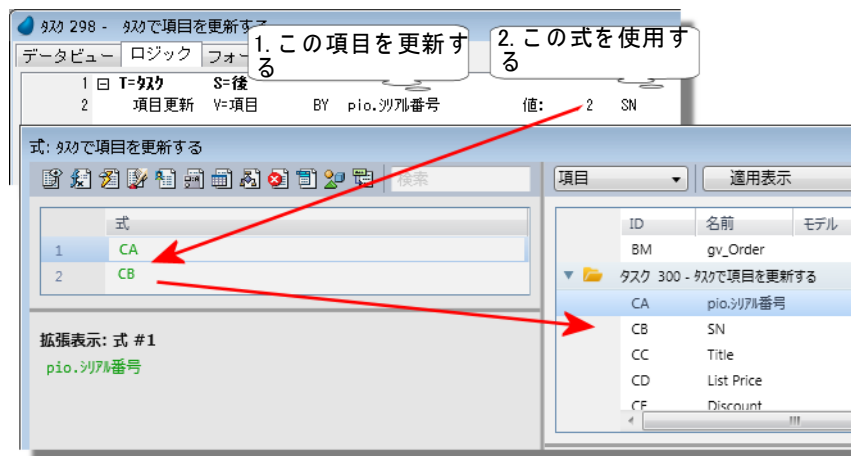 タスク 298 - タスクで項目を更新する
1. この項目を更新す
る
2. この式を使用す
る
データビュー ロジック フォー
1 T=タスク S=後
2 項目更新 V=項目 BY pio.シリアル番号 値: 2 SN
式: タスクで項目を更新する
検索
項目 適用表示
式
1 CA
2 CB
拡張表示: 式 #1
pio.シリアル番号
ID 名前 モデル
BM gv_Order
タスク 300 - タスクで項目を更新する
CA pio.シリアル番号
CB SN
CC Title
CD List Price
CE Discount